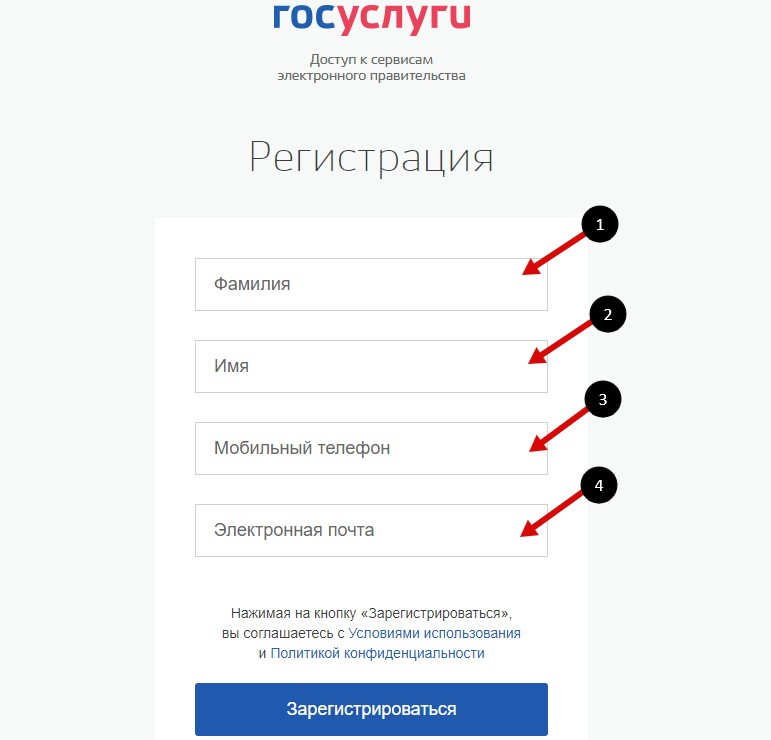 госуслуги
Доступ к сервисам
электронного правительства
Регистрация
1
Фамилия
2
Имя
3
Мобильный телефон
4
Электронная почта
Нажимая на кнопку «Зарегистрироваться»,
вы соглашаетесь с Условиями использования
и Политикой конфиденциальности
Зарегистрироваться